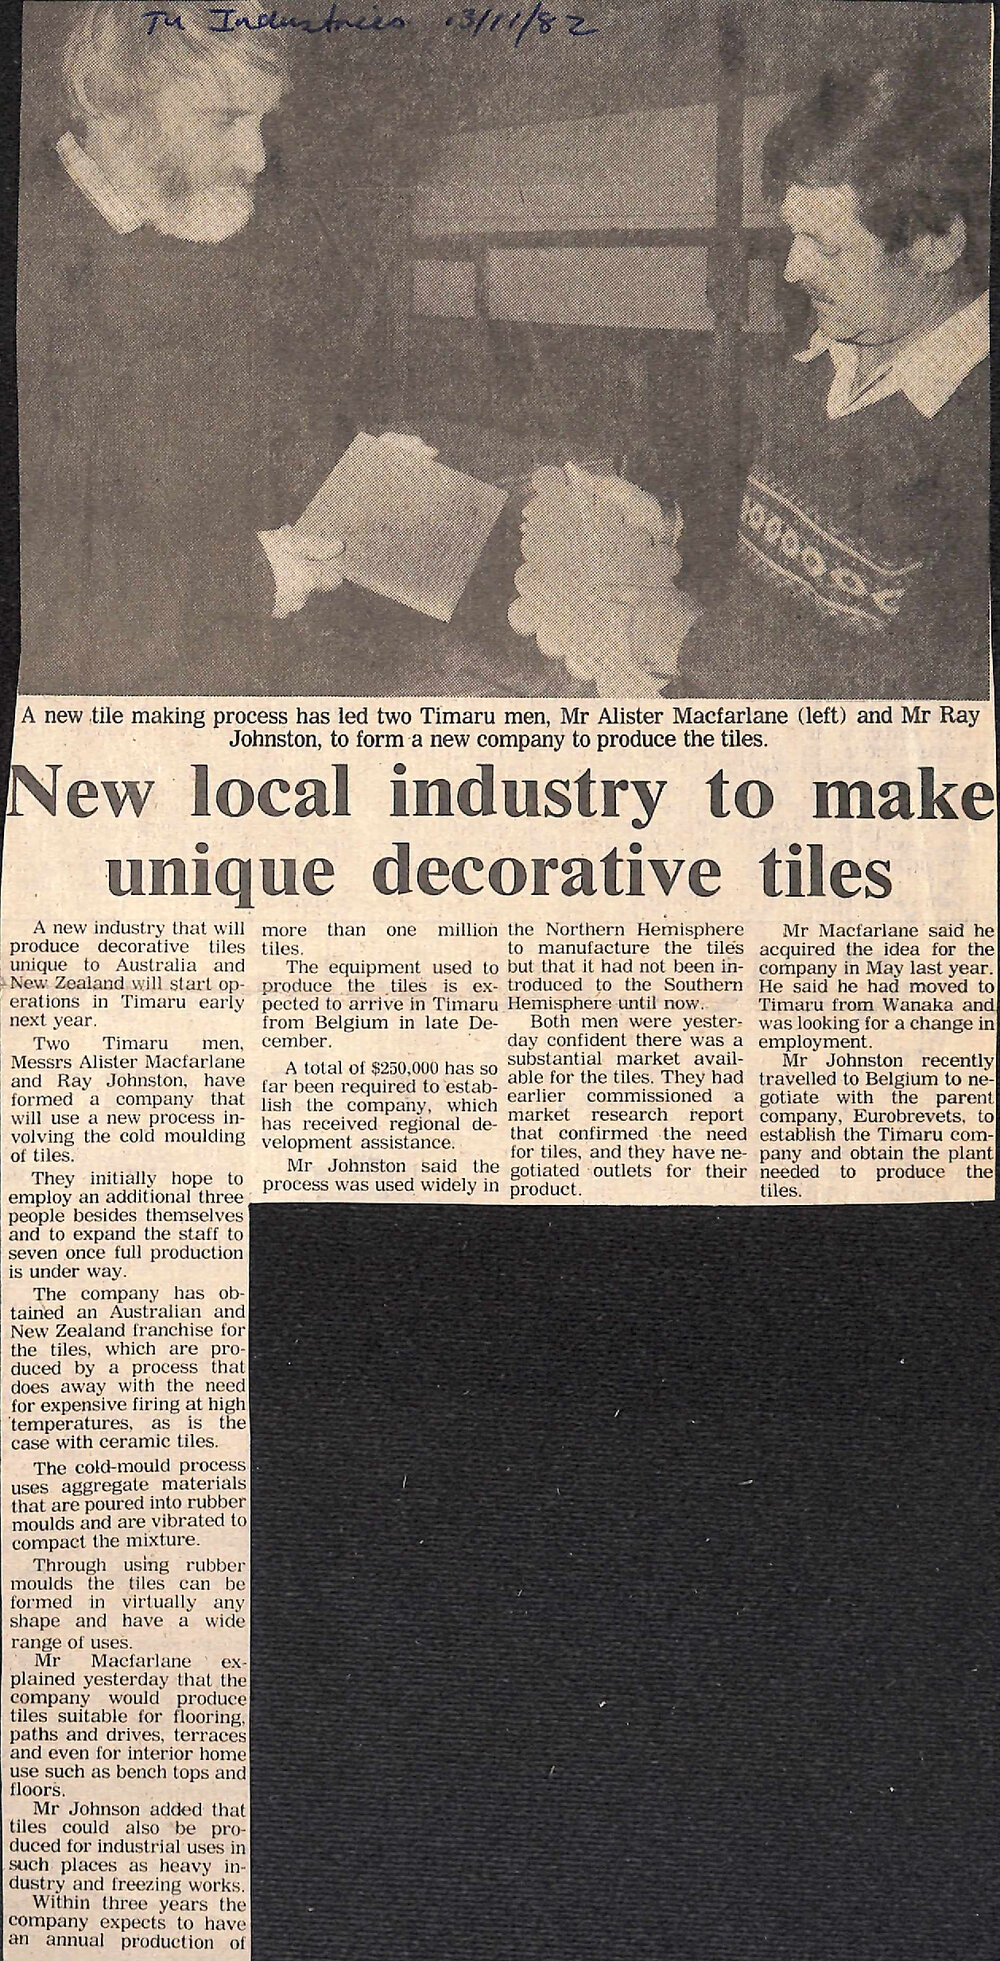 Tu Industries 13/11/82
A new tile making process has led two Timaru men, Mr Alister Macfarlane (left) and Mr Ray
Johnston, to form a new company to produce the tiles.
New local industry to make
unique decorative tiles
A new industry that will
produce decorative tiles
unique to Australia and
New Zealand will start op-
erations in Timaru early
next year.
Two Timaru men,
Messrs Alister Macfarlane
and Ray Johnston, have
formed a company that
will use a new process in-
volving the cold moulding
of tiles.
They initially hope to
employ an additional three
people besides themselves
and to expand the staff to
seven once full production
is under way.
The company has ob-
tained an Australian and
New Zealand franchise for
the tiles, which are pro-
duced by a process that
does away with the need
for expensive firing at high
temperatures, as is the
case with ceramic tiles.
The cold-mould process
uses aggregate materials
that are poured into rubber
moulds and are vibrated to
compact the mixture.
Through using rubber
moulds the tiles can be
formed in virtually any
shape and have a wide
range of uses.
Mr Macfarlane ex-
plained yesterday that the
company would produce
tiles suitable for flooring,
paths and drives, terraces
and even for interior home
use such as bench tops and
floors.
Mr Johnson added that
tiles could also be pro-
duced for industrial uses in
such places as heavy in-
dustry and freezing works.
Within three years the
company expects to have
an annual production of
more than one million
tiles.
The equipment used to
produce the tiles is ex-
pected to arrive in Timaru
from Belgium in late De-
cember.
A total of $250,000 has so
far been required to estab-
lish the company, which
has received regional de-
velopment assistance.
Mr Johnston said the
process was used widely in
the Northern Hemisphere
to manufacture the tiles
but that it had not been in-
troduced to the Southern
Hemisphere until now.
Both men were yester-
day confident there was a
substantial market avail-
able for the tiles. They had
earlier commissioned a
market research report
that confirmed the need
for tiles, and they have ne-
gotiated outlets for their
product.
Mr Macfarlane said he
acquired the idea for the
company in May last year.
He said he had moved to
Timaru from Wanaka and
was looking for a change in
employment.
Mr Johnston recently
travelled to Belgium to ne-
gotiate with the parent
company, Eurobrevets, to
establish the Timaru com-
pany and obtain the plant
needed to produce the
tiles.